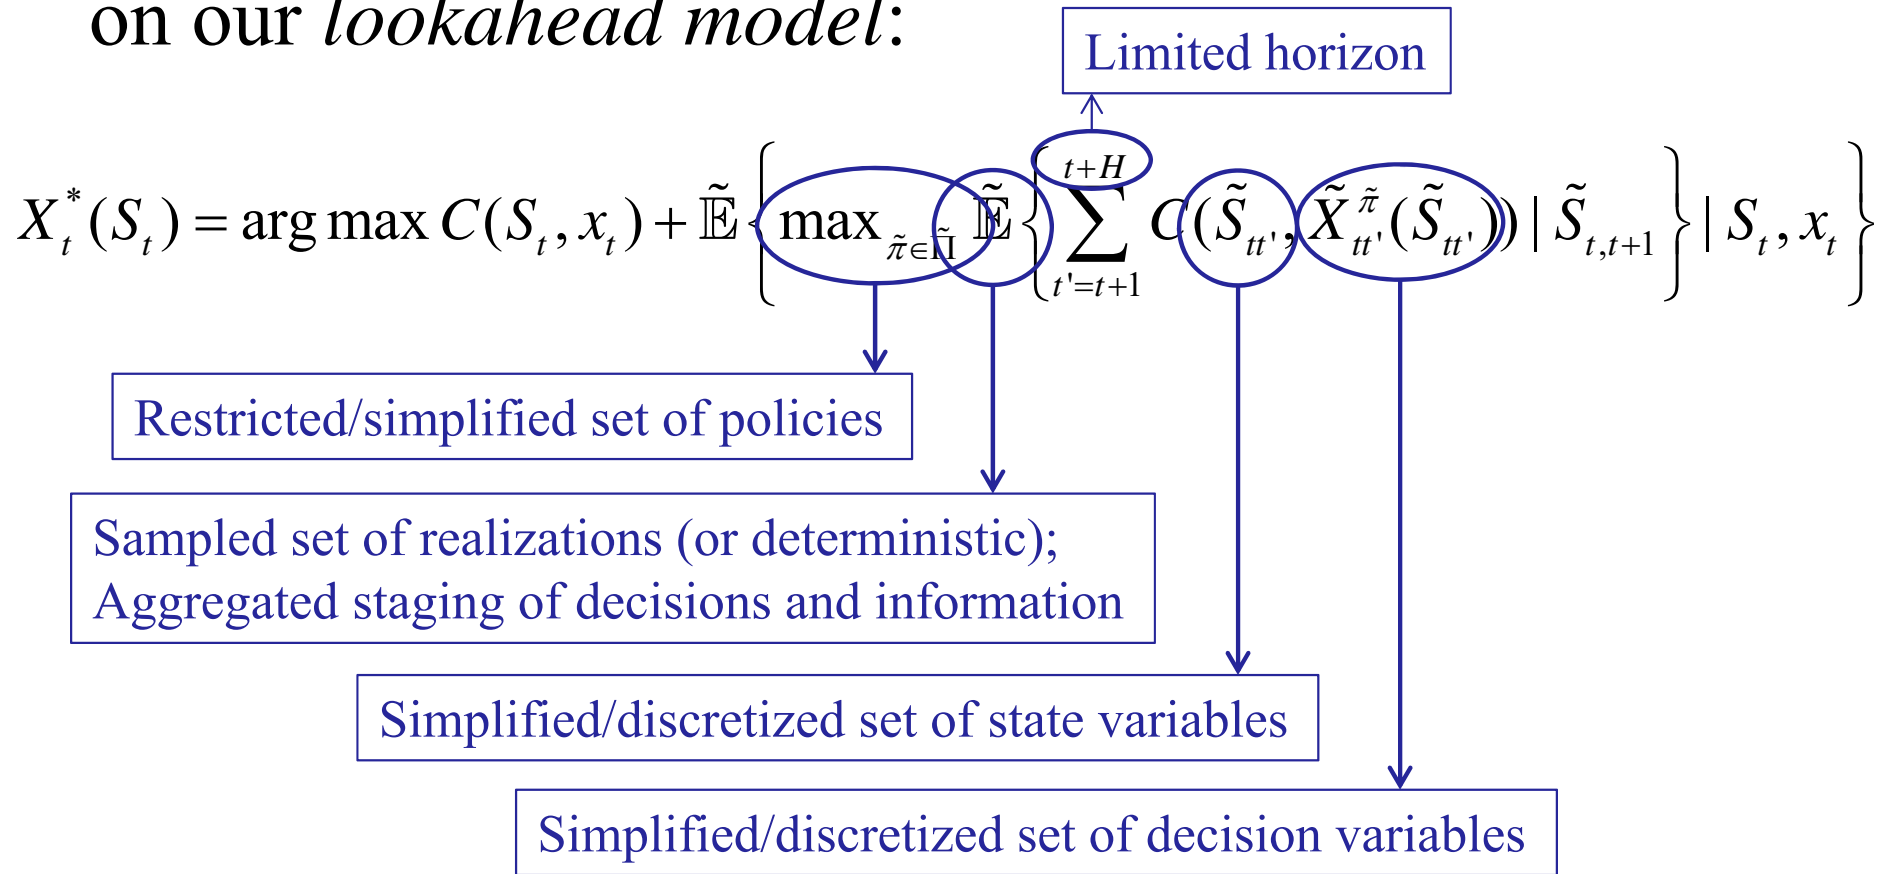 on our lookahead model:
Limited horizon
X_t^*(S_t) = arg max C(S_t, x_t) + 𝔼̃ { max_{π̃∈Π̃} 𝔼̃ { ∑_{t'=t+1}^{t+H} C(S̃_{tt'}, X̃_{tt'}^{π̃}(S̃_{tt'})) | S̃_{t,t+1} } | S_t, x_t }
Restricted/simplified set of policies
Sampled set of realizations (or deterministic);
Aggregated staging of decisions and information
Simplified/discretized set of state variables
Simplified/discretized set of decision variables